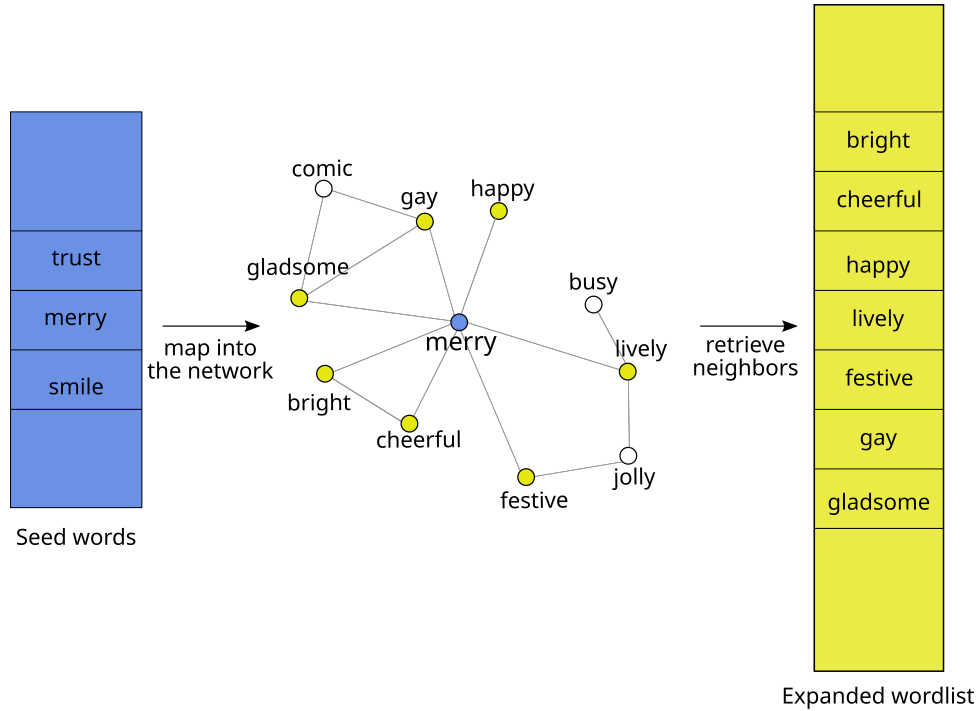 trust
merry
smile
Seed words
map into
the network
comic
gay
happy
gladsome
busy
merry
lively
bright
cheerful
festive
jolly
retrieve
neighbors
bright
cheerful
happy
lively
festive
gay
gladsome
Expanded wordlist